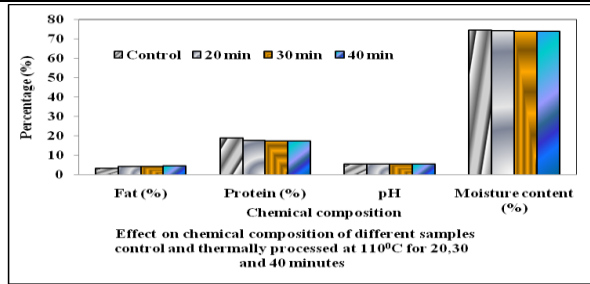 80
70
60
50
40
30
20
10
0
Percentage (%)
Control 20 min 30 min 40 min
Fat (%) Protein (%) pH Moisture content
(%)
Chemical composition
Effect on chemical composition of different samples
control and thermally processed at 110⁰C for 20,30
and 40 minutes